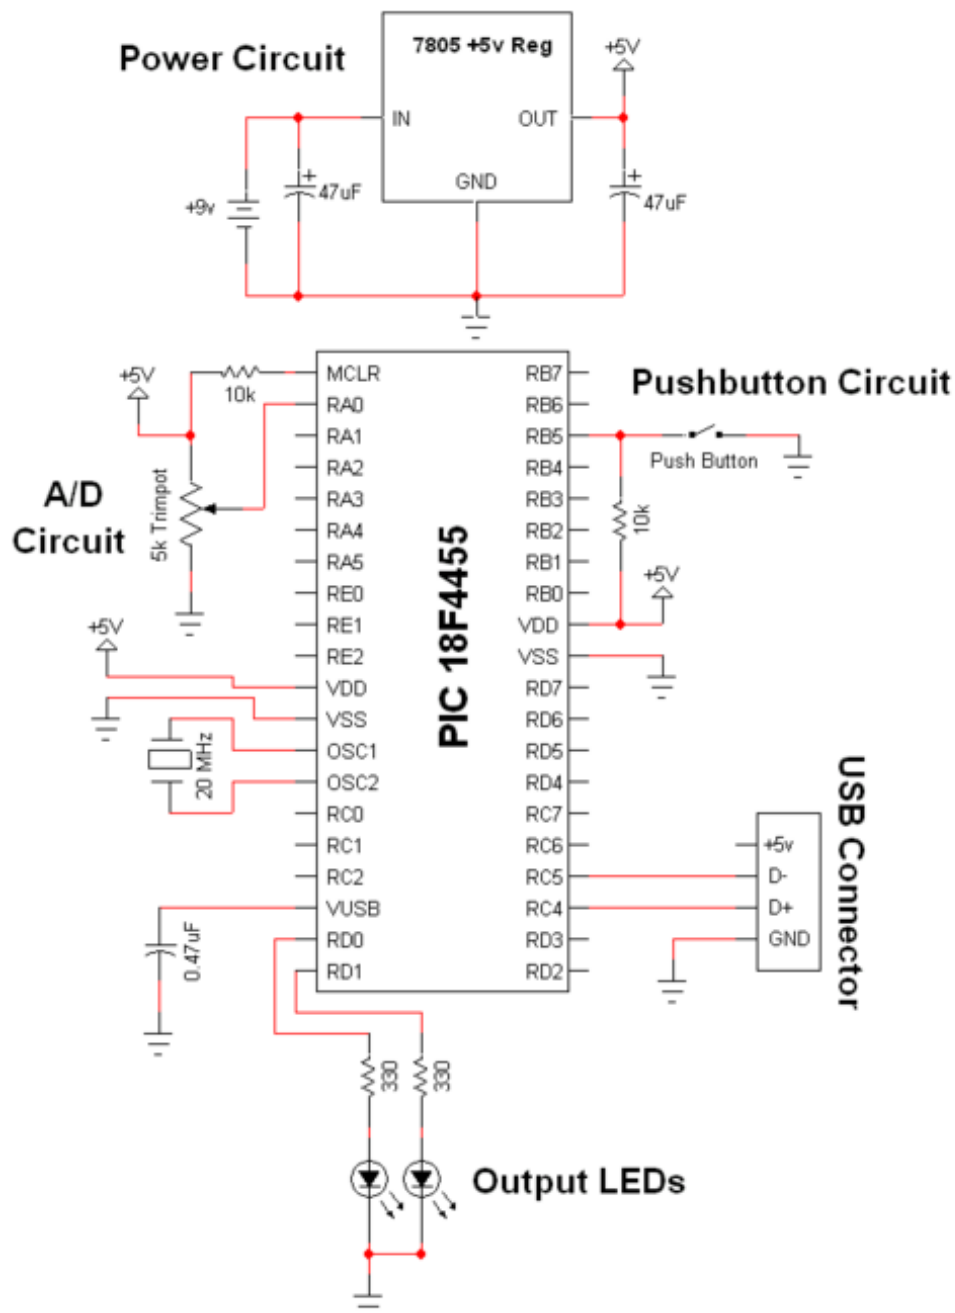 Power Circuit
7805 +5v Reg
+5V
IN
OUT
GND
+
47uF
+
47uF
+9v
MCLR
RA0
RA1
RA2
RA3
RA4
RA5
RE0
RE1
RE2
VDD
VSS
OSC1
OSC2
RC0
RC1
RC2
VUSB
RD0
RD1
PIC 18F4455
RB7
RB6
RB5
RB4
RB3
RB2
RB1
RB0
VDD
VSS
RD7
RD6
RD5
RD4
RC7
RC6
RC5
RC4
RD3
RD2
+5V
10k
A/D
Circuit
5k Trimpot
+5V
20 MHz
0.47uF
Pushbutton Circuit
Push Button
10k
+5V
USB Connector
+5v
D-
D+
GND
330
330
Output LEDs